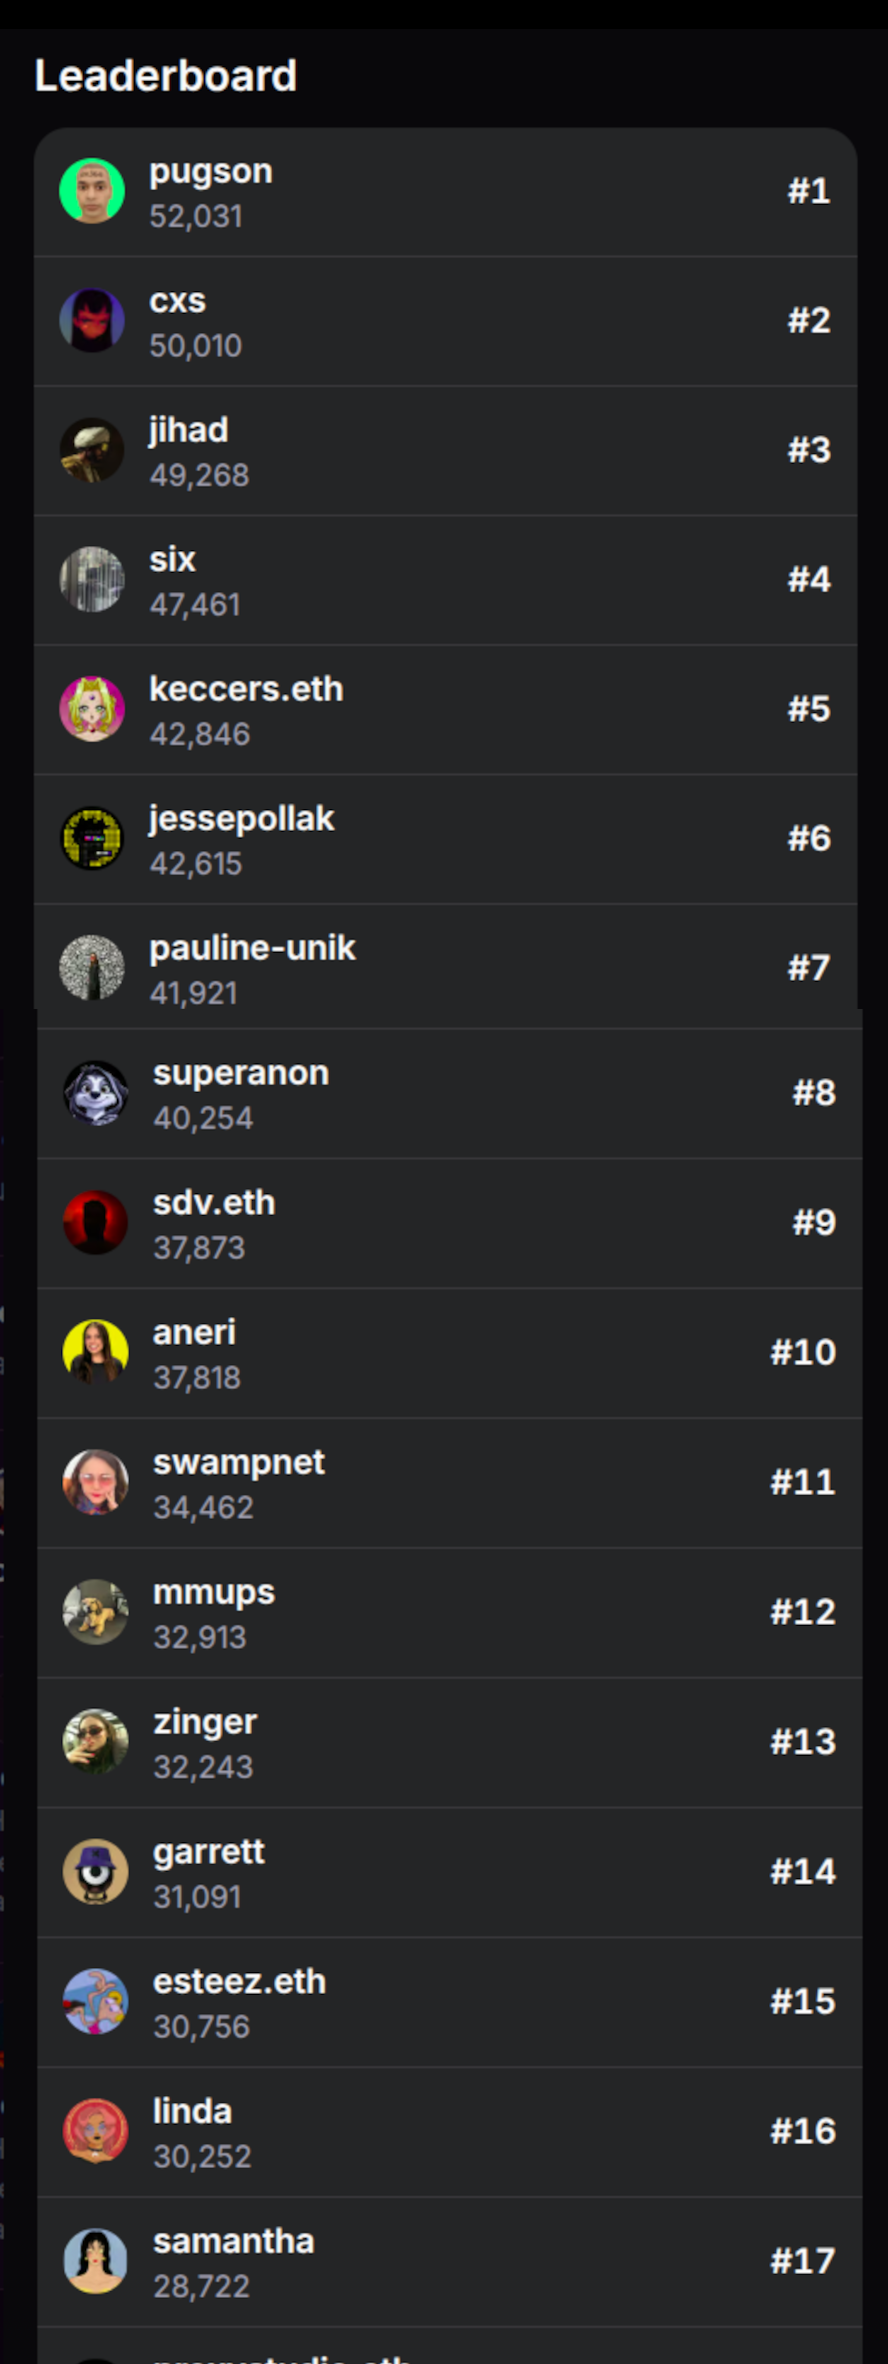 Leaderboard
pugson
#1
52,031
cxs
#2
50,010
jihad
#3
49,268
six
#4
47,461
keccers.eth
#5
42,846
jessepollak
#6
42,615
pauline-unik
#7
41,921
superanon
#8
40,254
sdv.eth
#9
37,873
aneri
#10
37,818
swampnet
#11
34,462
mmups
#12
32,913
zinger
#13
32,243
garrett
#14
31,091
esteez.eth
#15
30,756
linda
#16
30,252
samantha
#17
28,722